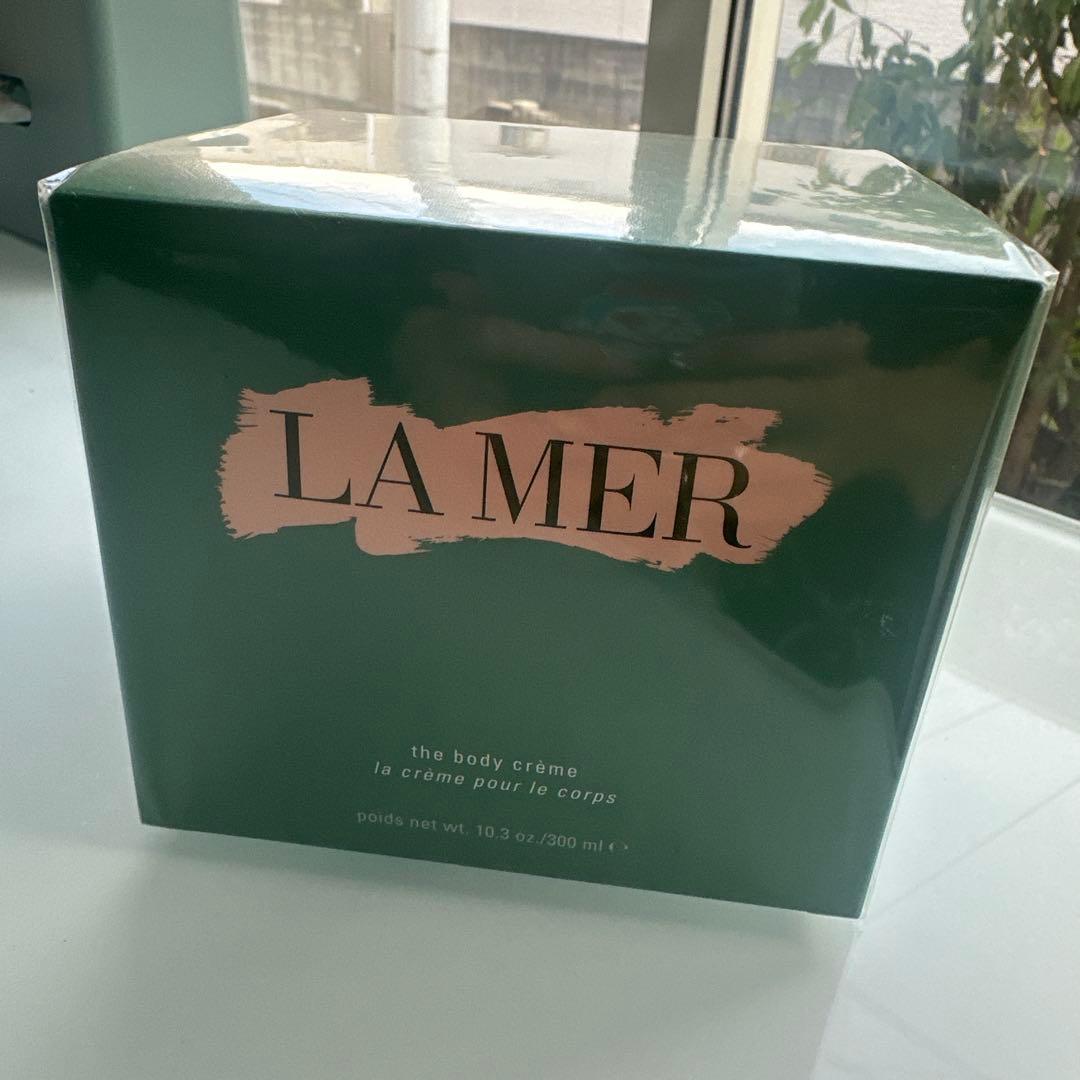 LA MER
the body crème
la crème pour le corps
poids net wt. 10.3 oz./300 ml